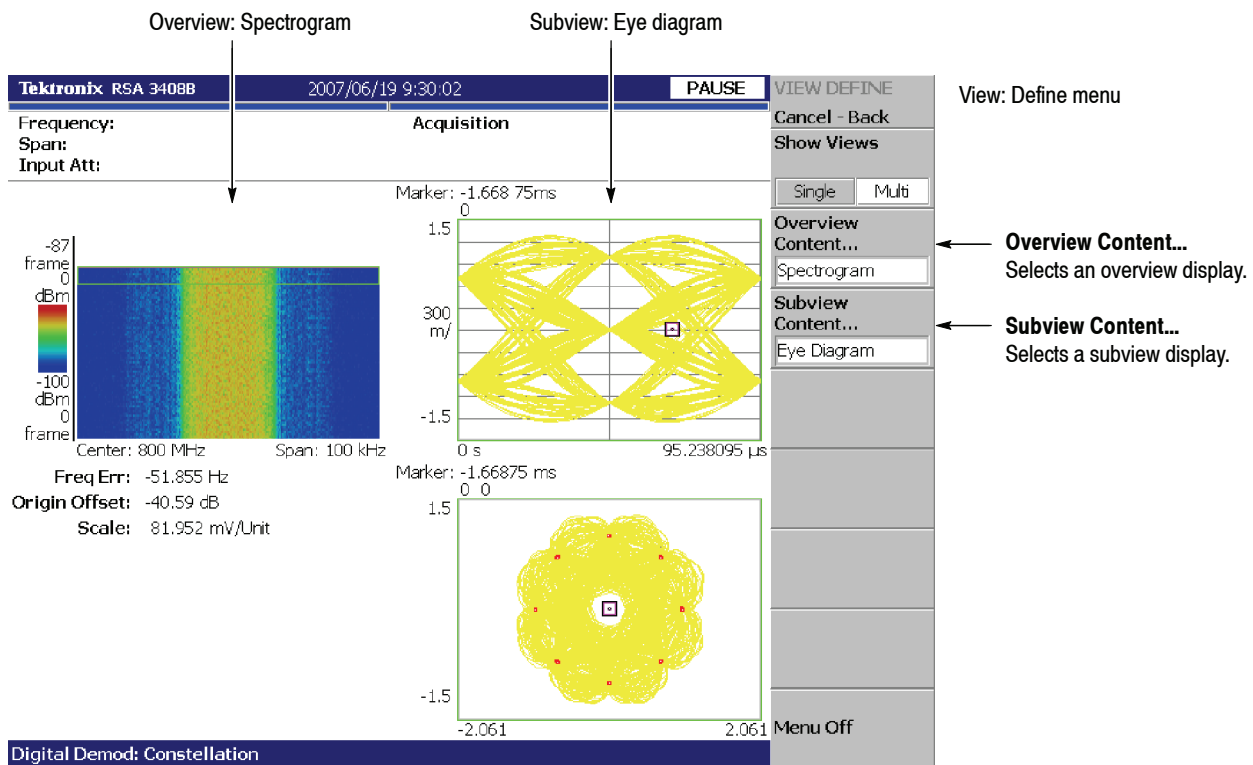 Overview: Spectrogram
Subview: Eye diagram
Tektronix RSA 3408B
2007/06/19 9:30:02
PAUSE
VIEW DEFINE
View: Define menu
Cancel - Back
Frequency:
Acquisition
Span:
Input Att:
Show Views
Single
Multi
Marker: -1.668 75ms
0
1.5
300
m/
-1.5
0 s
95.238095 µs
-87
frame
0
dBm
-100
dBm
0
frame
Center: 800 MHz
Span: 100 kHz
Freq Err: -51.855 Hz
Origin Offset: -40.59 dB
Scale: 81.952 mV/Unit
Marker: -1.66875 ms
0 0
1.5
-1.5
-2.061
2.061
Overview
Content...
Spectrogram
Overview Content...
Selects an overview display.
Subview
Content...
Eye Diagram
Subview Content...
Selects a subview display.
Menu Off
Digital Demod: Constellation